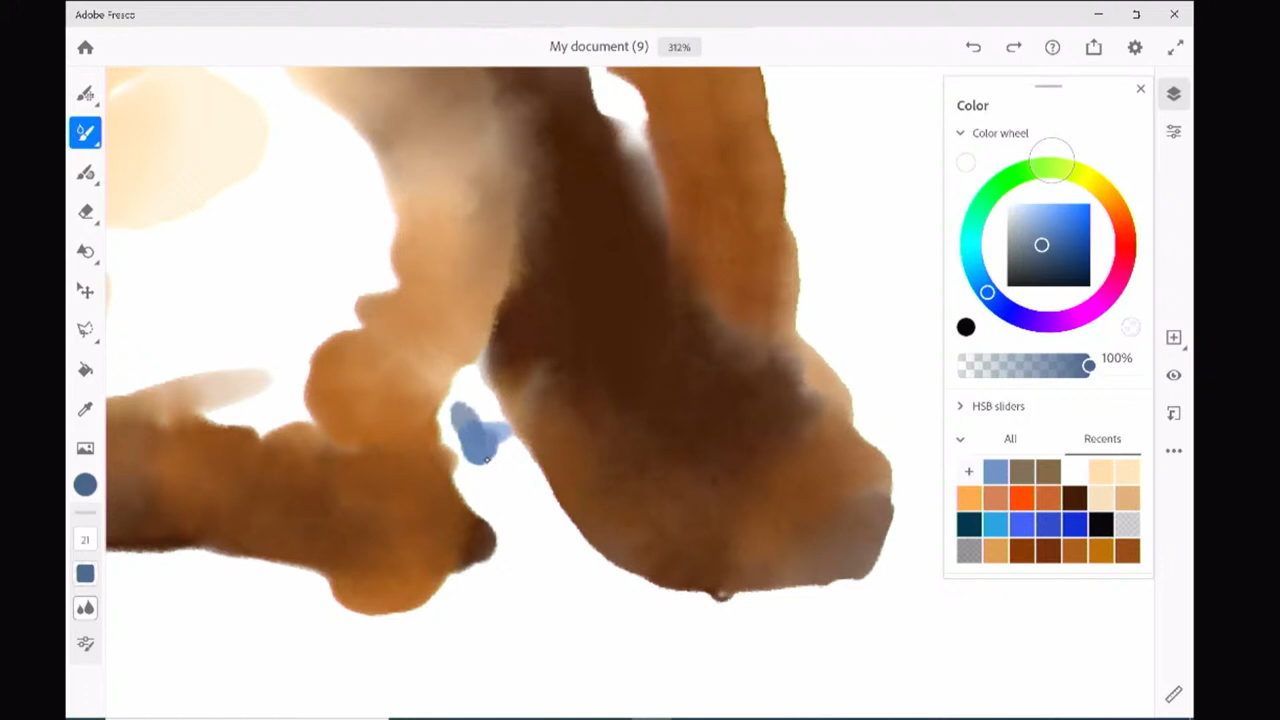 Adobe Fresco
My document (9) 312%
Color
Color wheel
100%
HSB sliders
All Recents
21